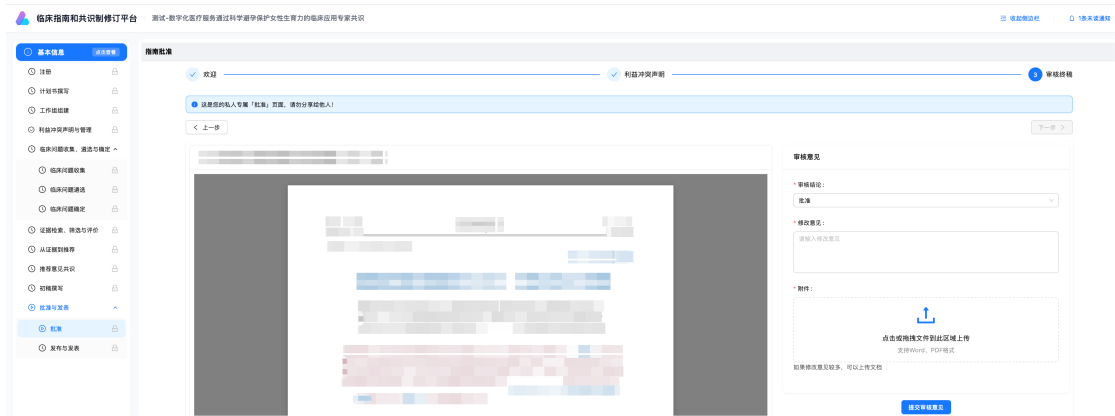 临床指南和共识制修订平台
测试-数字化医疗服务通过科学避孕保护女性生育力的临床应用专家共识
收起侧边栏
1条未读通知
基本信息
点击查看
注册
计划书撰写
工作组组建
利益冲突声明与管理
临床问题收集、遴选与确定
临床问题收集
临床问题遴选
临床问题确定
证据检索、筛选与评价
从证据到推荐
推荐意见共识
初稿撰写
批准与发表
批准
发布与发表
指南批准
欢迎
利益冲突声明
3 审核终稿
这是您的私人专属「批准」页面，请勿分享给他人！
< 上一步
下一步 >
审核意见
* 审核结论：
批准
* 修改意见：
请输入修改意见
* 附件：
点击或拖拽文件到此区域上传
支持Word、PDF格式
如果修改意见较多，可以上传文档
提交审核意见